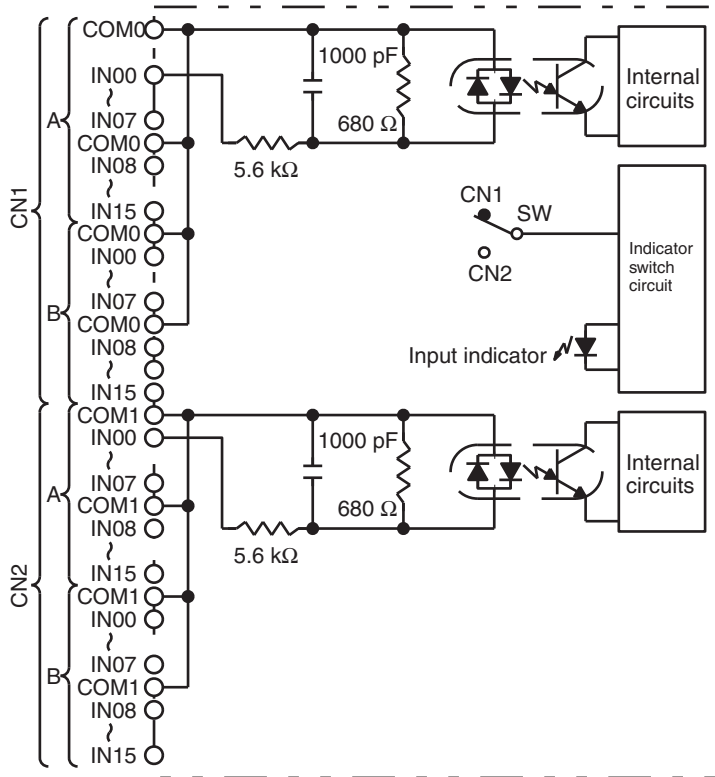 CN1
A
COM0
IN00
~
IN07
COM0
IN08
~
IN15
B
COM0
IN00
~
IN07
COM0
IN08
~
IN15
1000 pF
680 Ω
5.6 kΩ
Internal
circuits
CN1
SW
CN2
Indicator
switch
circuit
Input indicator
CN2
A
COM1
IN00
~
IN07
COM1
IN08
~
IN15
B
COM1
IN00
~
IN07
COM1
IN08
~
IN15
1000 pF
680 Ω
5.6 kΩ
Internal
circuits